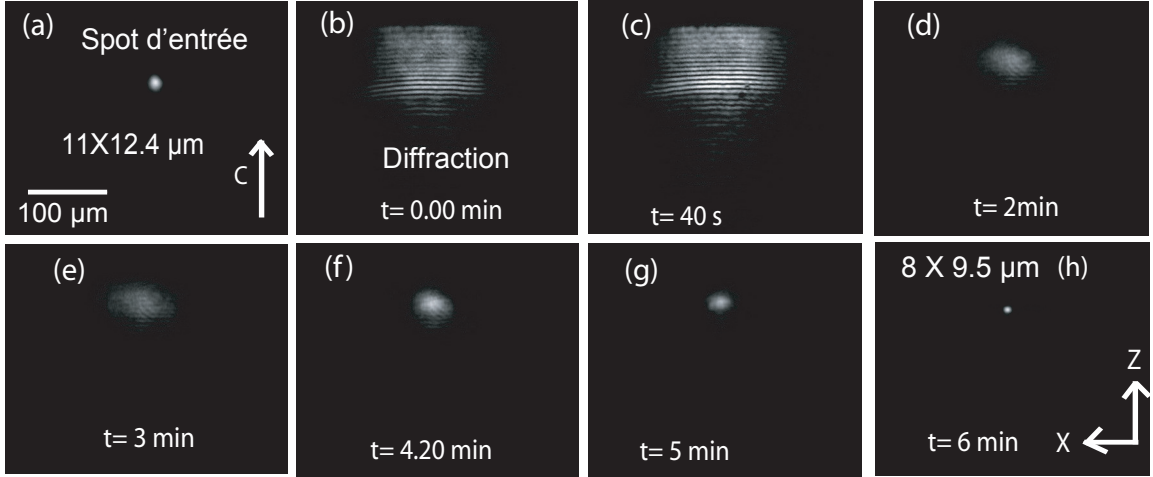 (a)
Spot d'entrée
11X12.4 µm
C
100 µm
(b)
Diffraction
t= 0.00 min
(c)
t= 40 s
(d)
t= 2min
(e)
t= 3 min
(f)
t= 4.20 min
(g)
t= 5 min
8 X 9.5 µm (h)
Z
X
t= 6 min